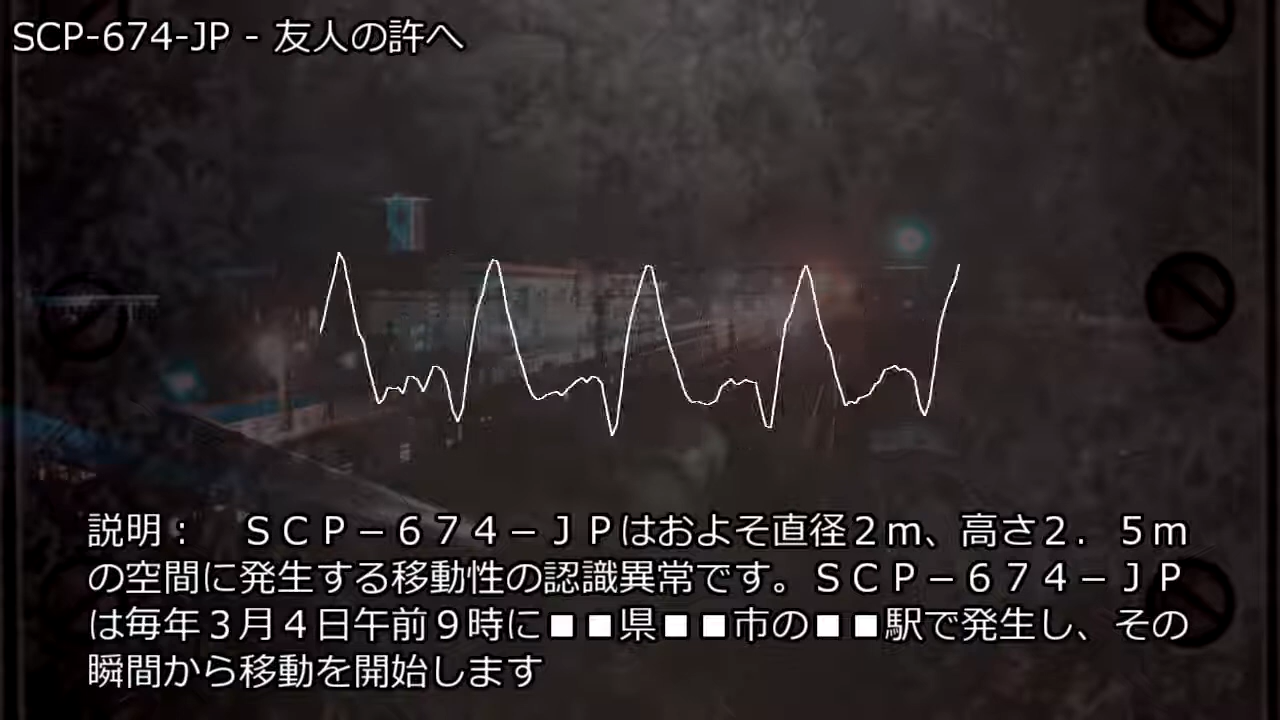 SCP-674-JP - 友人の許へ
説明：　ＳＣＰ－６７４－ＪＰはおよそ直径２ｍ、高さ２．５ｍ
の空間に発生する移動性の認識異常です。ＳＣＰ－６７４－ＪＰ
は毎年３月４日午前９時に■■県■■市の■■駅で発生し、その
瞬間から移動を開始します